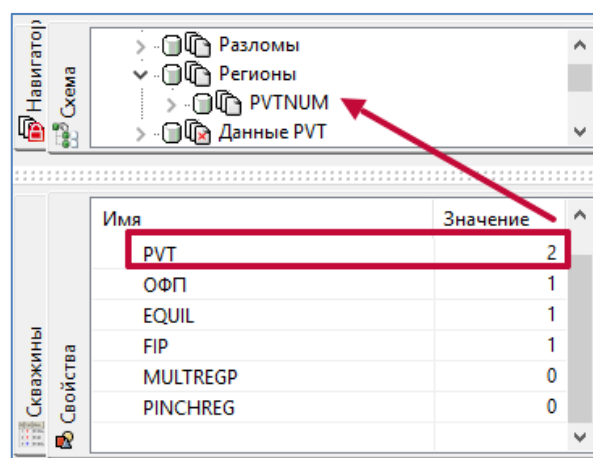 Навигатор
Схема
Разломы
Регионы
PVTNUM
Данные PVT
Скважины
Свойства
Имя Значение
PVT 2
ОФП 1
EQUIL 1
FIP 1
MULTREGP 0
PINCHREG 0